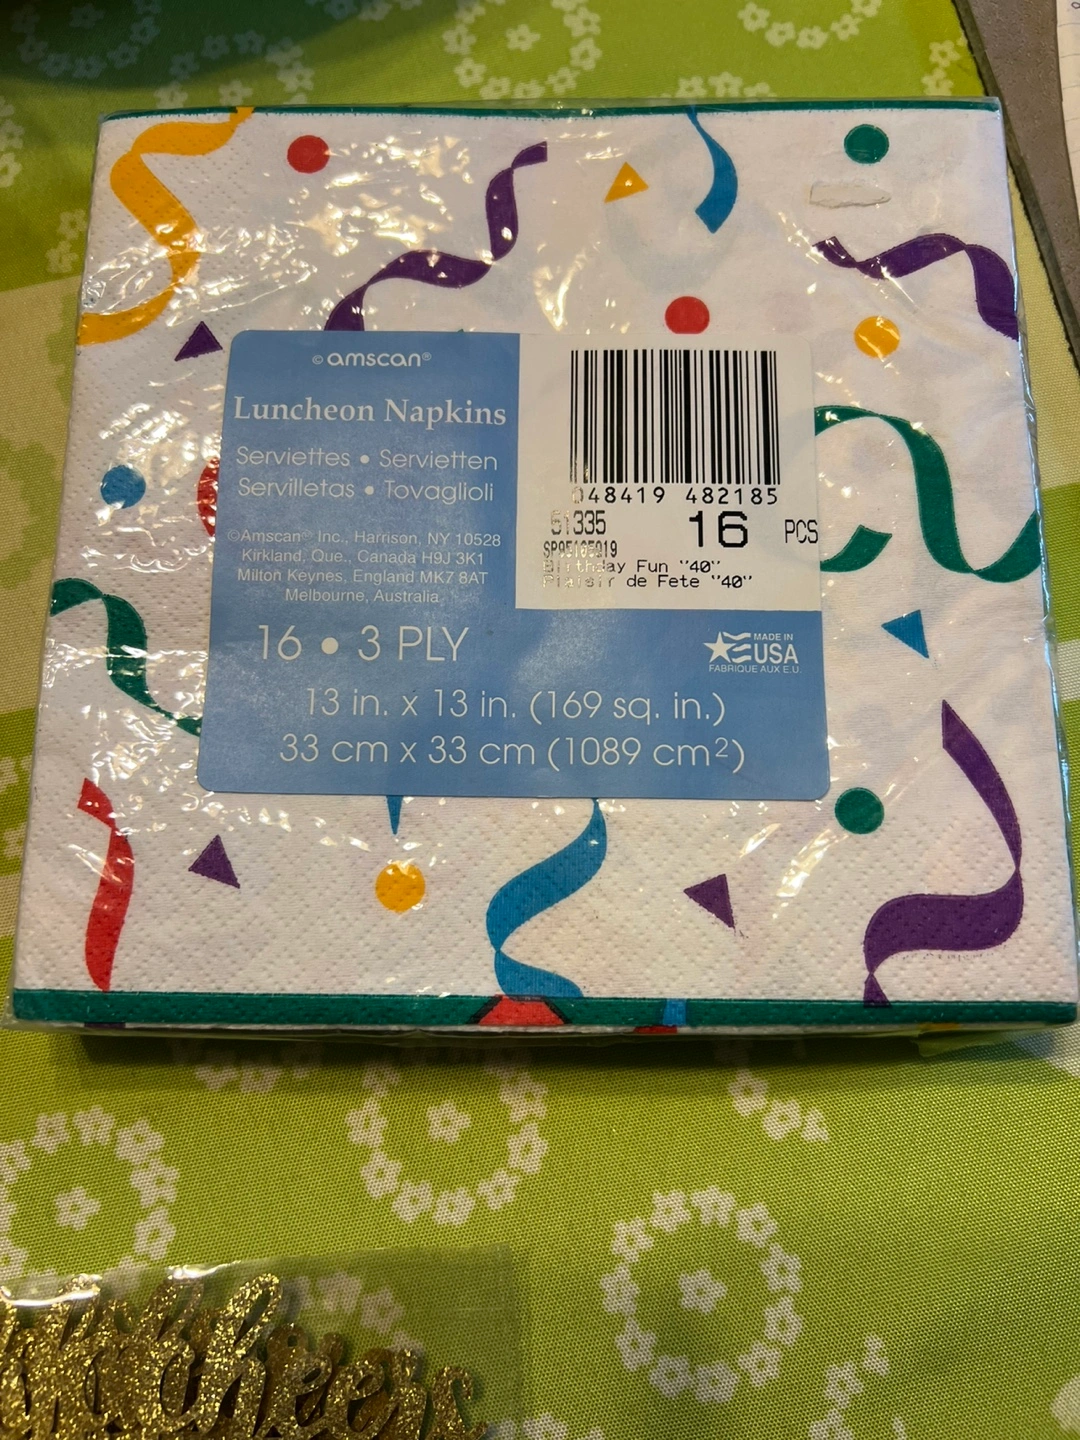 © amscan®
Luncheon Napkins
Serviettes • Servietten
Servilletas • Tovaglioli
©Amscan® Inc., Harrison, NY 10528
Kirkland, Que., Canada H9J 3K1
Milton Keynes, England MK7 8AT
Melbourne, Australia
048419 482185
61335 16 PCS
Birthday Fun "40"
Plaisir de Fete "40"
16 • 3 PLY
MADE IN
USA
FABRIQUE AUX E.U.
13 in. x 13 in. (169 sq. in.)
33 cm x 33 cm (1089 cm²)
cheers